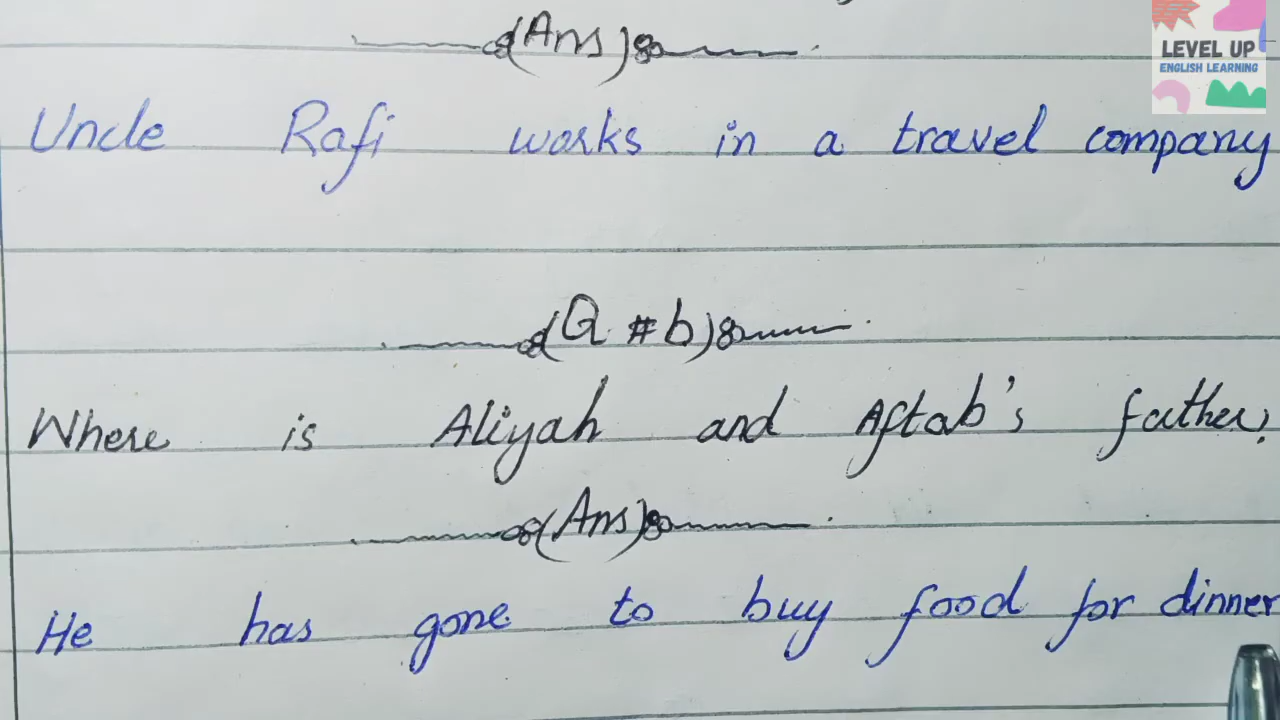 (Ans)
LEVEL UP
ENGLISH LEARNING
Uncle Rafi works in a travel company
(Q #b)
Where is Aliyah and Aftab's father?
(Ans)
He has gone to buy food for dinner